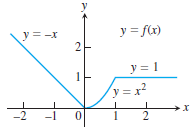 y
y = –x
y = f(x)
2
y = 1
1
y = x²
x
–2 –1 0 1 2